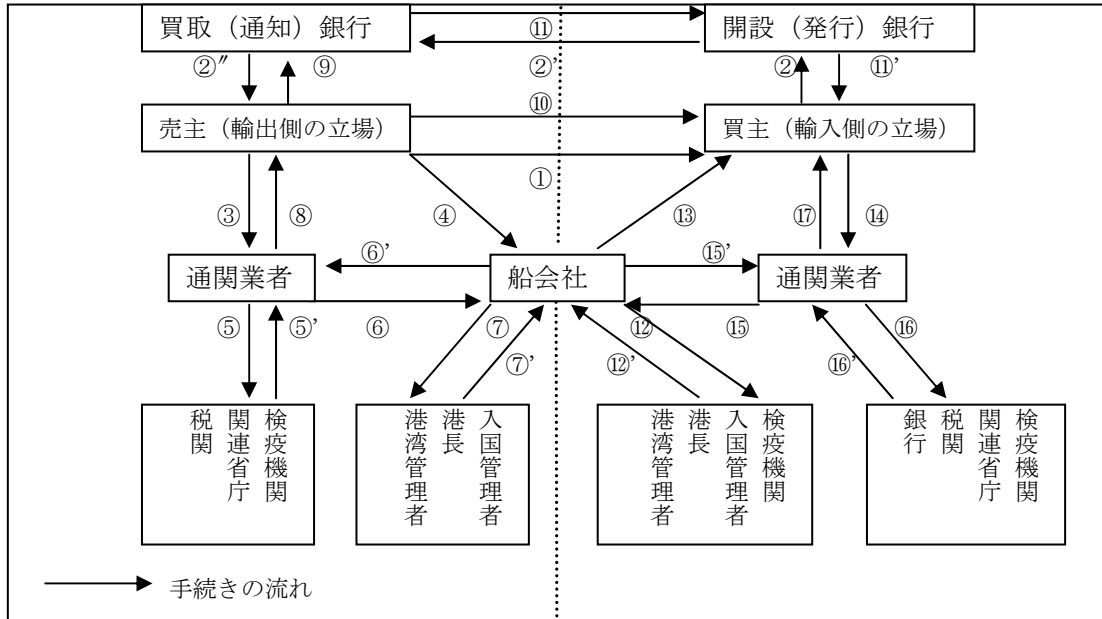 買取（通知）銀行
⑪
開設（発行）銀行
②″
⑨
②’
②
⑪’
売主（輸出側の立場）
⑩
買主（輸入側の立場）
①
③
⑧
④
⑬
⑰
⑭
通関業者
⑥’
船会社
⑮’
通関業者
⑤
⑤’
⑥
⑦
⑦’
⑫’
⑫
⑮
⑯’
⑯
検疫機関
関連省庁
税関
入国管理者
港長
港湾管理者
検疫機関
入国管理者
港長
港湾管理者
検疫機関
関連省庁
税関
銀行
手続きの流れ